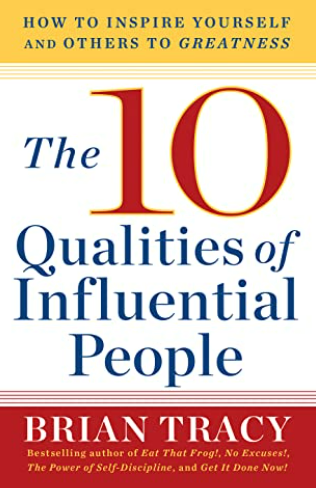 HOW TO INSPIRE YOURSELF
AND OTHERS TO GREATNESS
The 10
Qualities of
Influential
People
BRIAN TRACY
Bestselling author of Eat That Frog!, No Excuses!,
The Power of Self-Discipline, and Get It Done Now!